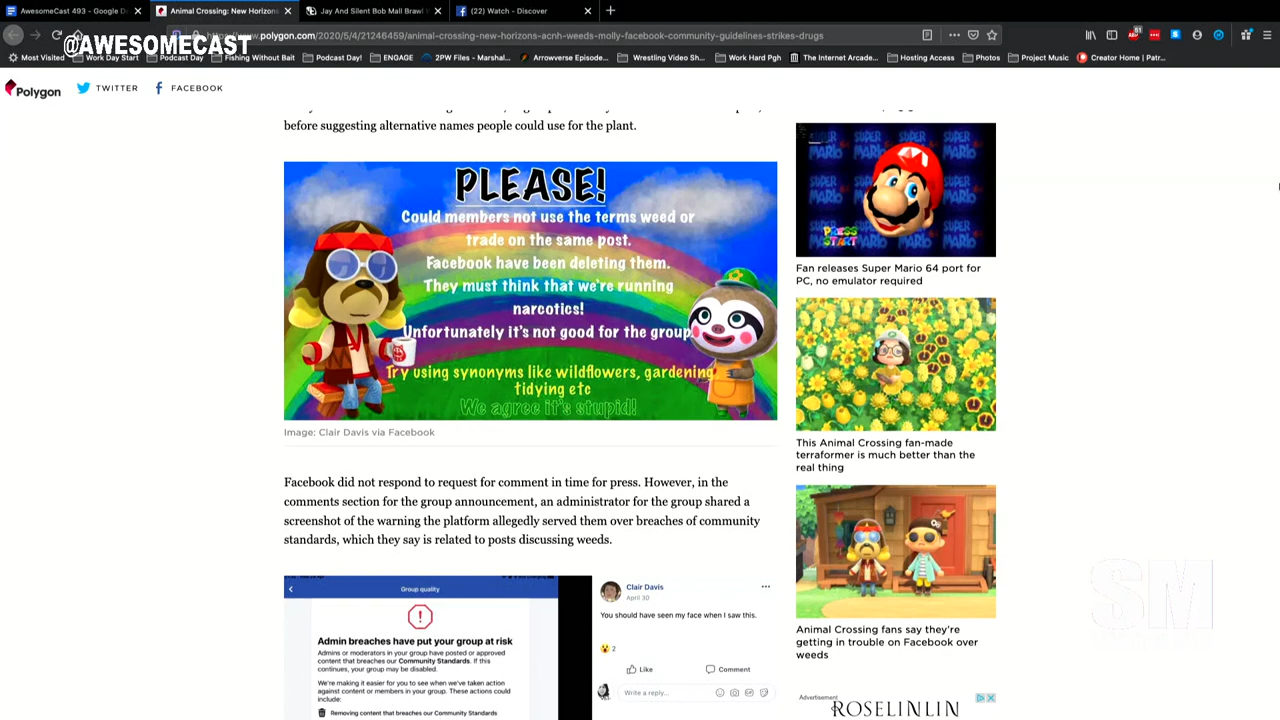 AwesomeCast 493 - Google D
Animal Crossing: New Horizons
Jay And Silent Bob Mall Brawl
(22) Watch - Discover
@AWESOMECAST
www.polygon.com/2020/5/4/21246459/animal-crossing-new-horizons-acnh-weeds-molly-facebook-community-guidelines-strikes-drugs
81
Most Visited
Work Day Start
Podcast Day
Fishing Without Bait
Podcast Day!
ENGAGE
2PW Files - Marshal...
Arrowverse Episode...
Wrestling Video Sh...
Work Hard Pgh
The Internet Arcade...
Hosting Access
Photos
Project Music
Creator Home | Patr...
Polygon
TWITTER
FACEBOOK
before suggesting alternative names people could use for the plant.
PLEASE!
Could members not use the terms weed or
trade on the same post.
Facebook have been deleting them.
They must think that we're running
narcotics!
Unfortunately it's not good for the group
Try using synonyms like wildflowers, gardening,
tidying etc
We agree it's stupid!
Image: Clair Davis via Facebook
Facebook did not respond to request for comment in time for press. However, in the
comments section for the group announcement, an administrator for the group shared a
screenshot of the warning the platform allegedly served them over breaches of community
standards, which they say is related to posts discussing weeds.
Group quality
Admin breaches have put your group at risk
Admins or moderators in your group have posted or approved
content that breaches our Community Standards. If this
continues, your group may be disabled.
We're making it easier for you to see when we've taken action
against content or members in your group. These actions could
include:
Removing content that breaches our Community Standards
Clair Davis
April 30
You should have seen my face when I saw this.
2
Like
Comment
Write a reply...
SUPER MARIO
PRESS
START
Fan releases Super Mario 64 port for
PC, no emulator required
This Animal Crossing fan-made
terraformer is much better than the
real thing
Animal Crossing fans say they're
getting in trouble on Facebook over
weeds
Advertisement
ROSELINLIN
SM